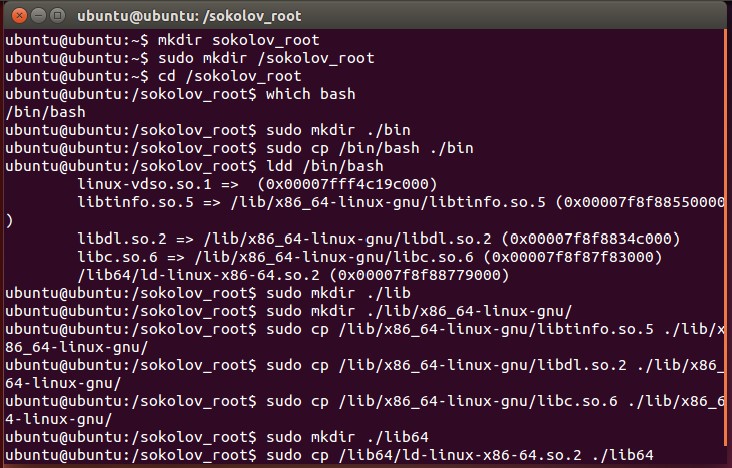 ubuntu@ubuntu: /sokolov_root
ubuntu@ubuntu:~$ mkdir sokolov_root
ubuntu@ubuntu:~$ sudo mkdir /sokolov_root
ubuntu@ubuntu:~$ cd /sokolov_root
ubuntu@ubuntu:/sokolov_root$ which bash
/bin/bash
ubuntu@ubuntu:/sokolov_root$ sudo mkdir ./bin
ubuntu@ubuntu:/sokolov_root$ sudo cp /bin/bash ./bin
ubuntu@ubuntu:/sokolov_root$ ldd /bin/bash
        linux-vdso.so.1 =>  (0x00007fff4c19c000)
        libtinfo.so.5 => /lib/x86_64-linux-gnu/libtinfo.so.5 (0x00007f8f88550000
)
        libdl.so.2 => /lib/x86_64-linux-gnu/libdl.so.2 (0x00007f8f8834c000)
        libc.so.6 => /lib/x86_64-linux-gnu/libc.so.6 (0x00007f8f87f83000)
        /lib64/ld-linux-x86-64.so.2 (0x00007f8f88779000)
ubuntu@ubuntu:/sokolov_root$ sudo mkdir ./lib
ubuntu@ubuntu:/sokolov_root$ sudo mkdir ./lib/x86_64-linux-gnu/
ubuntu@ubuntu:/sokolov_root$ sudo cp /lib/x86_64-linux-gnu/libtinfo.so.5 ./lib/x
86_64-linux-gnu/
ubuntu@ubuntu:/sokolov_root$ sudo cp /lib/x86_64-linux-gnu/libdl.so.2 ./lib/x86_
64-linux-gnu/
ubuntu@ubuntu:/sokolov_root$ sudo cp /lib/x86_64-linux-gnu/libc.so.6 ./lib/x86_6
4-linux-gnu/
ubuntu@ubuntu:/sokolov_root$ sudo mkdir ./lib64
ubuntu@ubuntu:/sokolov_root$ sudo cp /lib64/ld-linux-x86-64.so.2 ./lib64